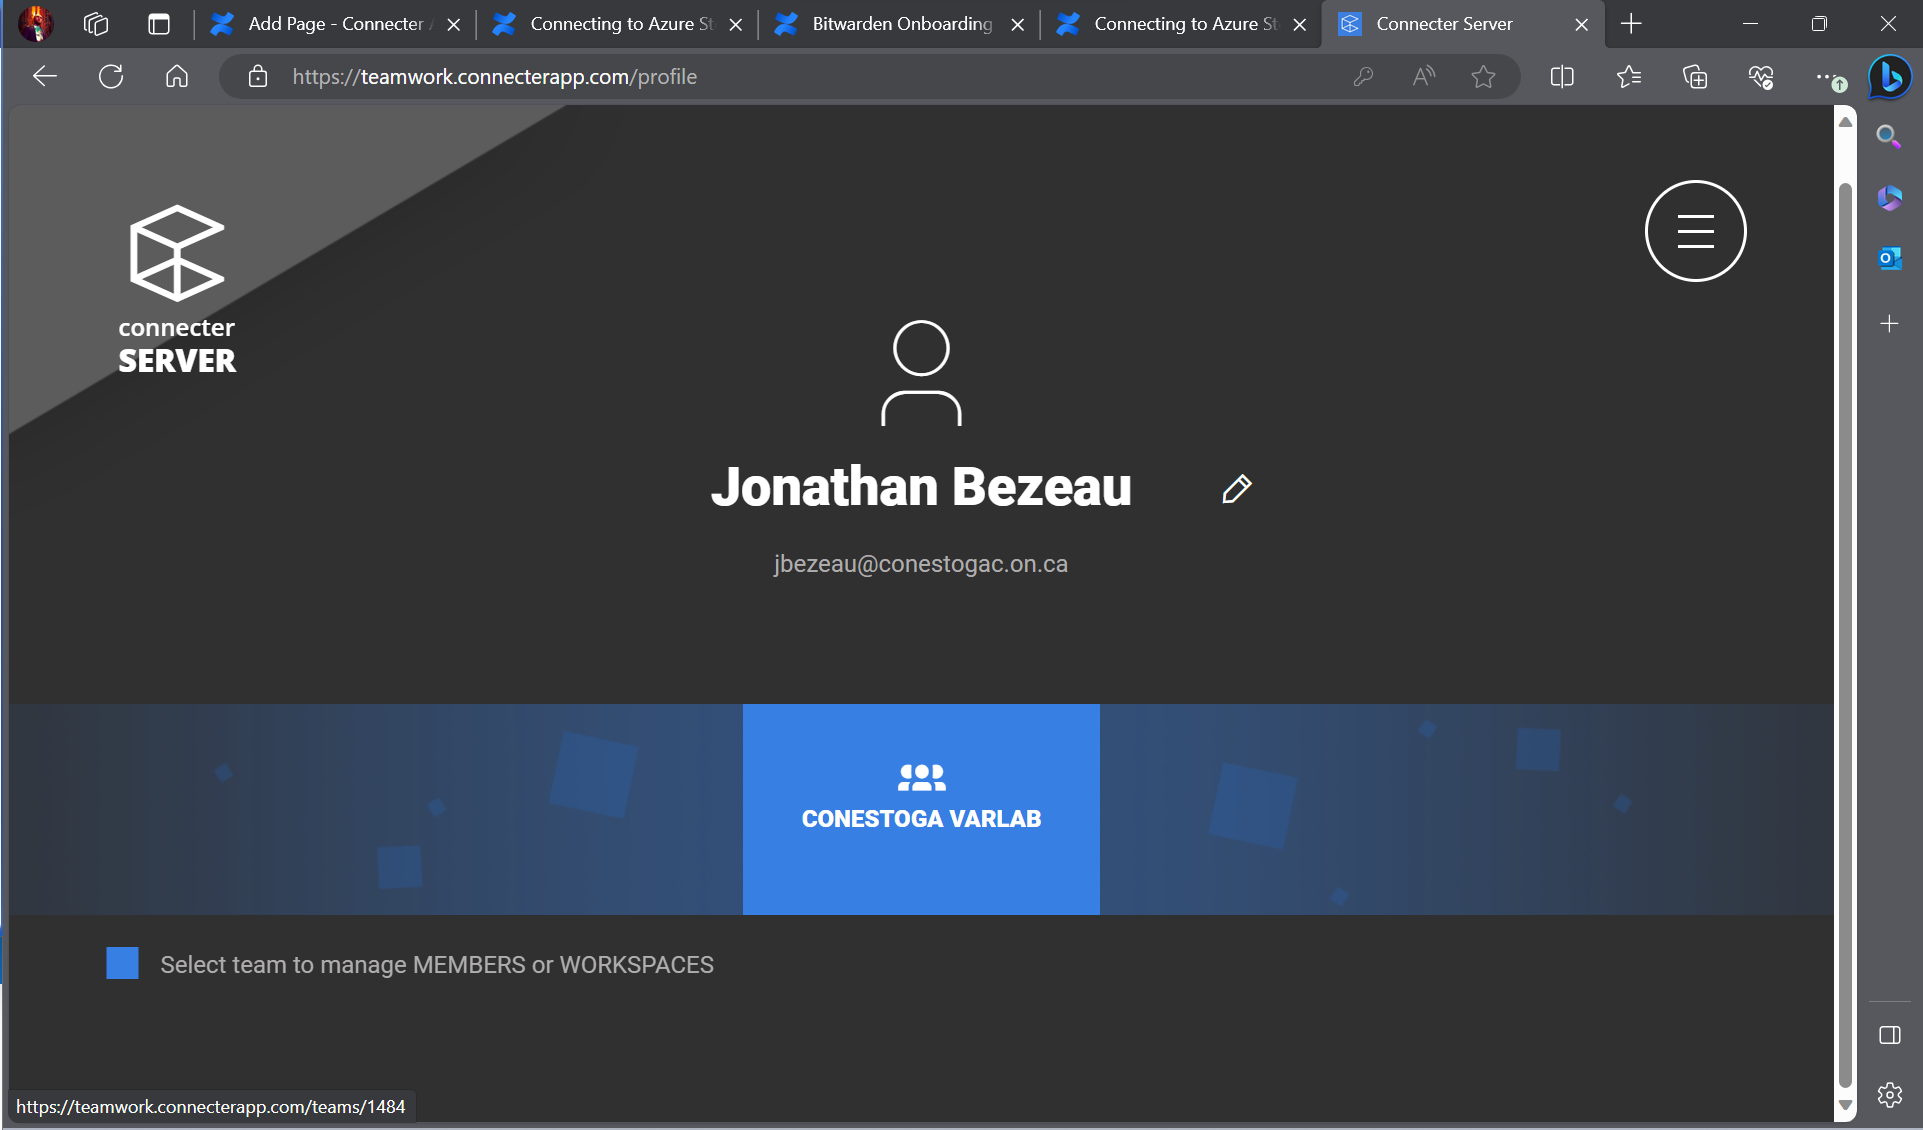 Add Page - Connecter
Connecting to Azure
Bitwarden Onboarding
Connecting to Azure
Connecter Server
https://teamwork.connecterapp.com/profile
connecter
SERVER
Jonathan Bezeau
jbezeau@conestogac.on.ca
CONESTOGA VARLAB
Select team to manage MEMBERS or WORKSPACES
https://teamwork.connecterapp.com/teams/1484